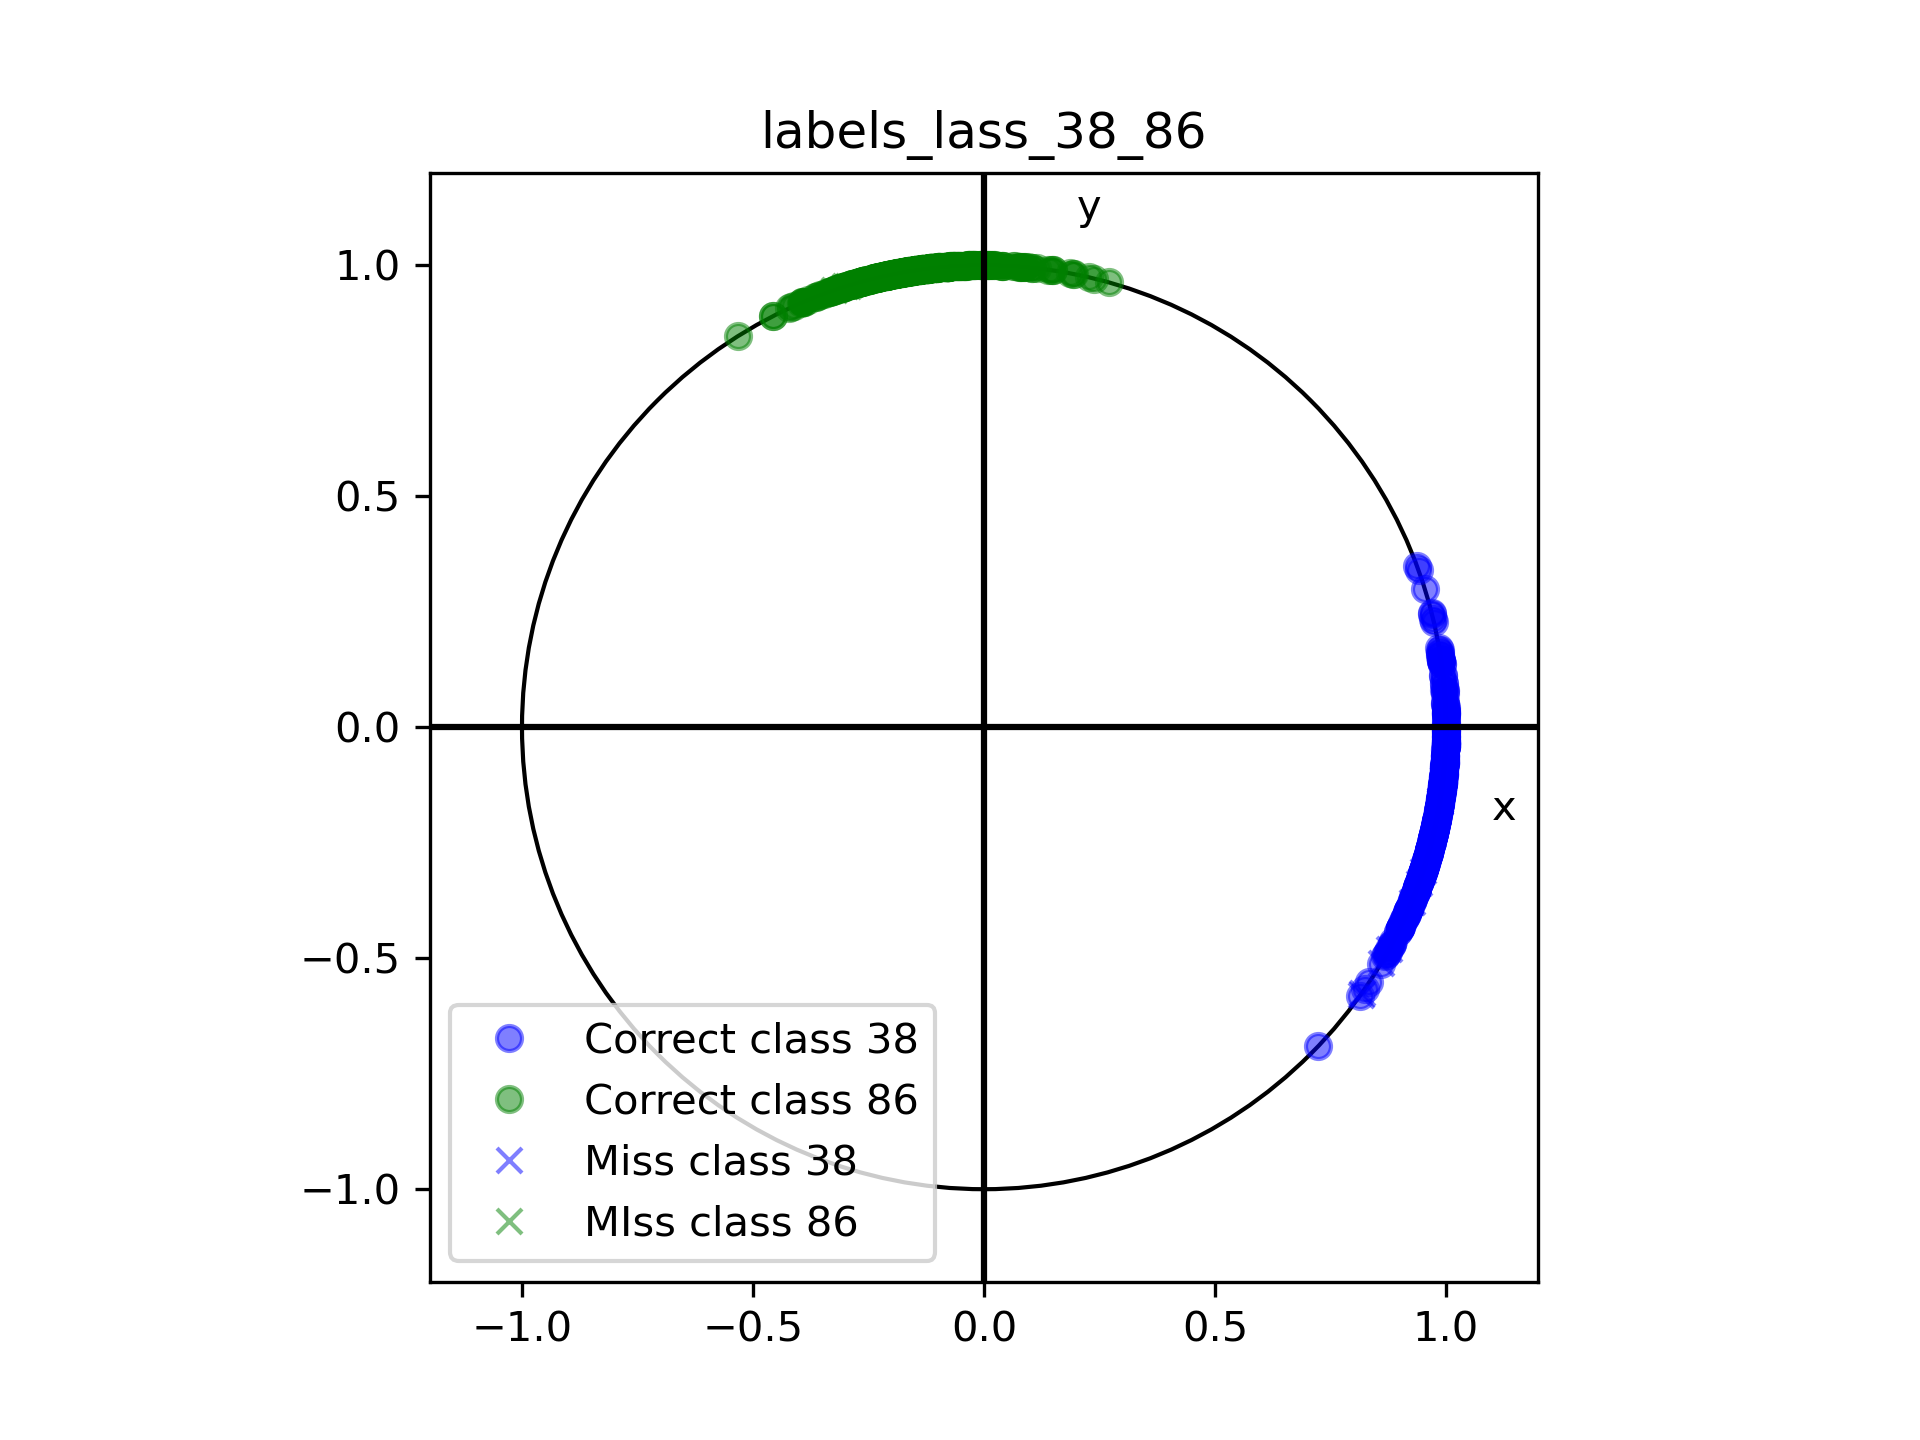 labels_lass_38_86
y
x
1.0
0.5
0.0
−0.5
−1.0
Correct class 38
Correct class 86
Miss class 38
MIss class 86
−1.0 −0.5 0.0 0.5 1.0